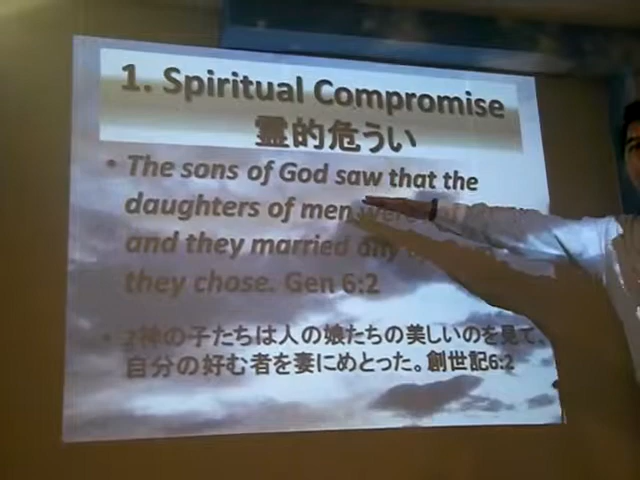 1. Spiritual Compromise
霊的危うい
• The sons of God saw that the
daughters of men were
and they married any
they chose. Gen 6:2
• 2神の子たちは人の娘たちの美しいのを見て、
自分の好む者を妻にめとった。創世記6:2